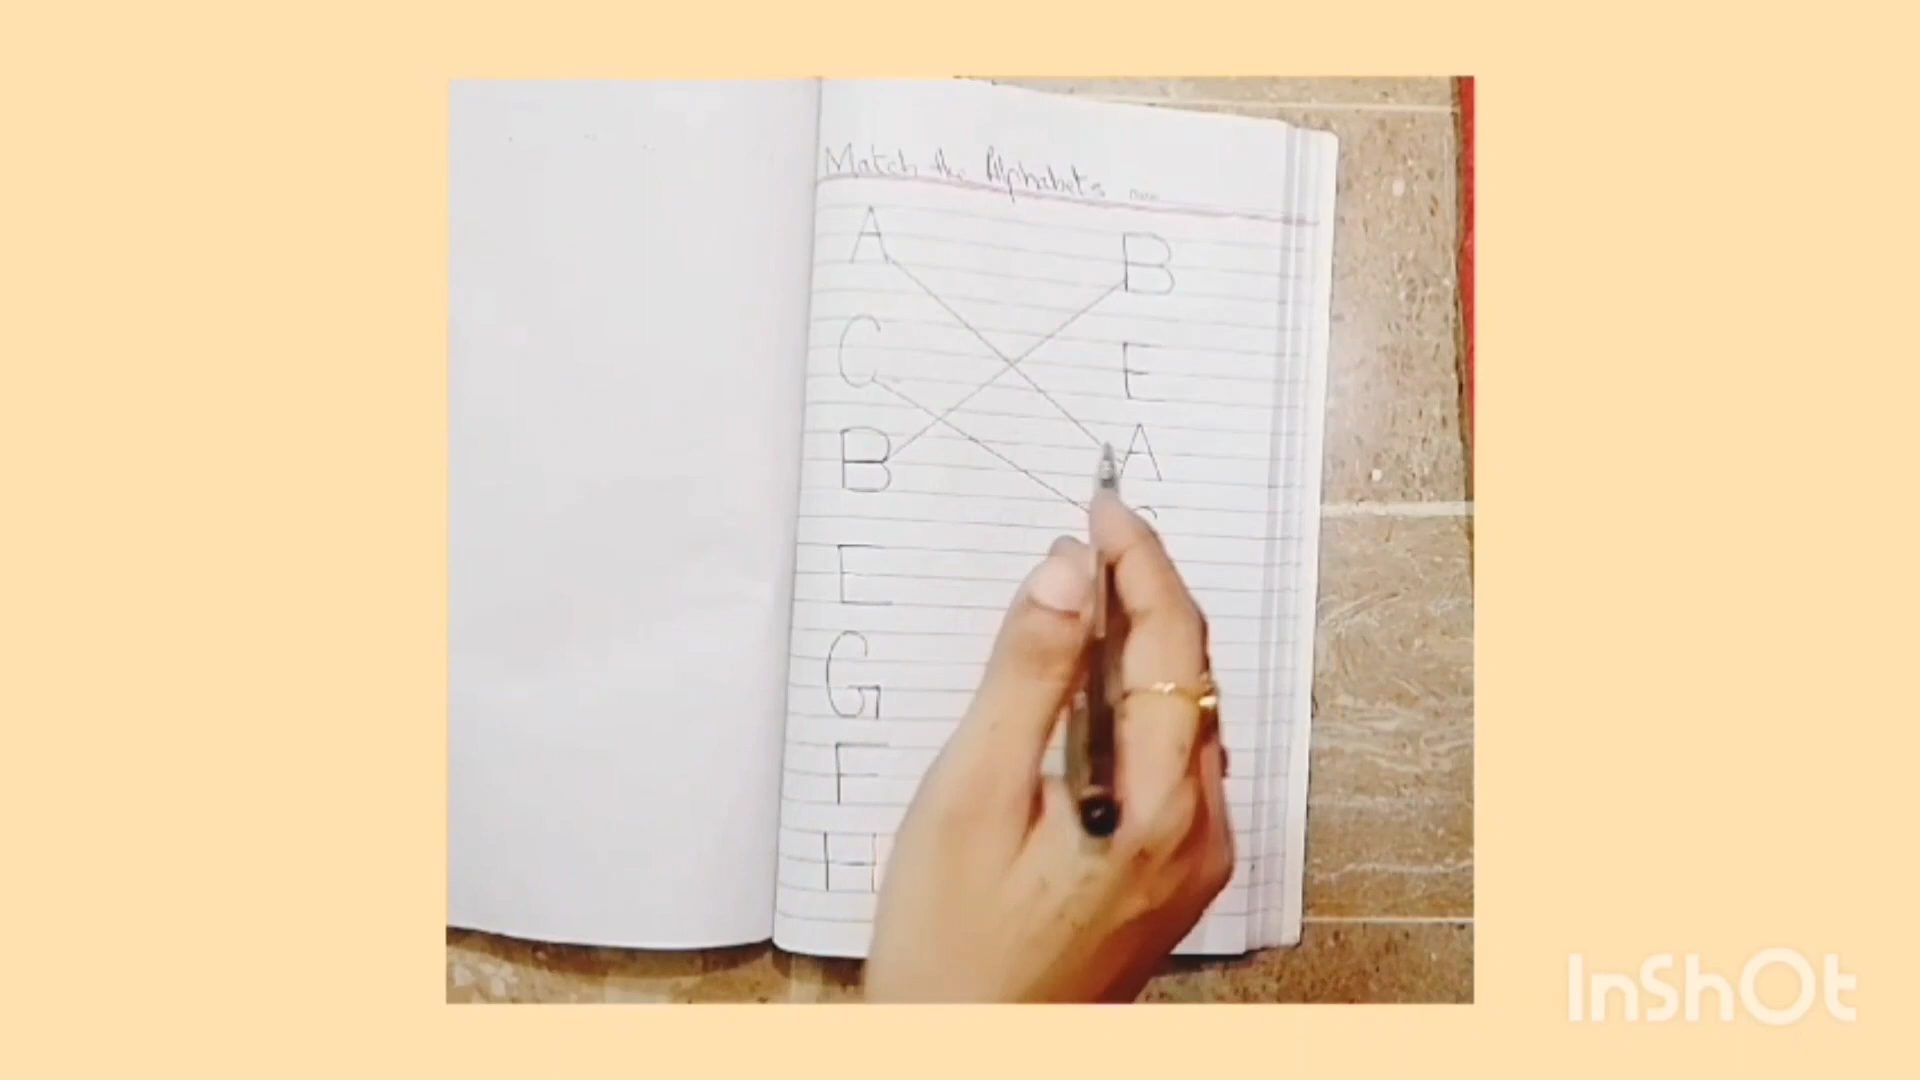 Match the Alphabets
A B
C E
B A
C
E
G
F
H
InShOt